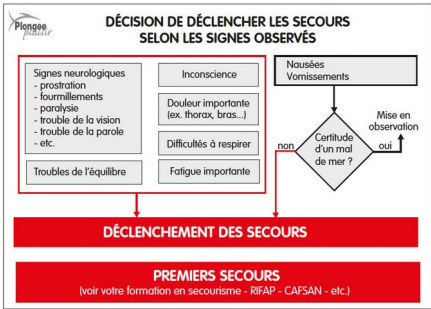 Plongée
plaisir
DÉCISION DE DÉCLENCHER LES SECOURS
SELON LES SIGNES OBSERVÉS
Signes neurologiques
- prostration
- fourmillements
- paralysie
- trouble de la vision
- trouble de la parole
- etc.
Troubles de l'équilibre
Inconscience
Douleur importante
(ex. thorax, bras...)
Difficultés à respirer
Fatigue importante
Nausées
Vomissements
Certitude
d'un mal
de mer ?
non
oui
Mise en
observation
DÉCLENCHEMENT DES SECOURS
PREMIERS SECOURS
(voir votre formation en secourisme - RIFAP - CAFSAN - etc.)